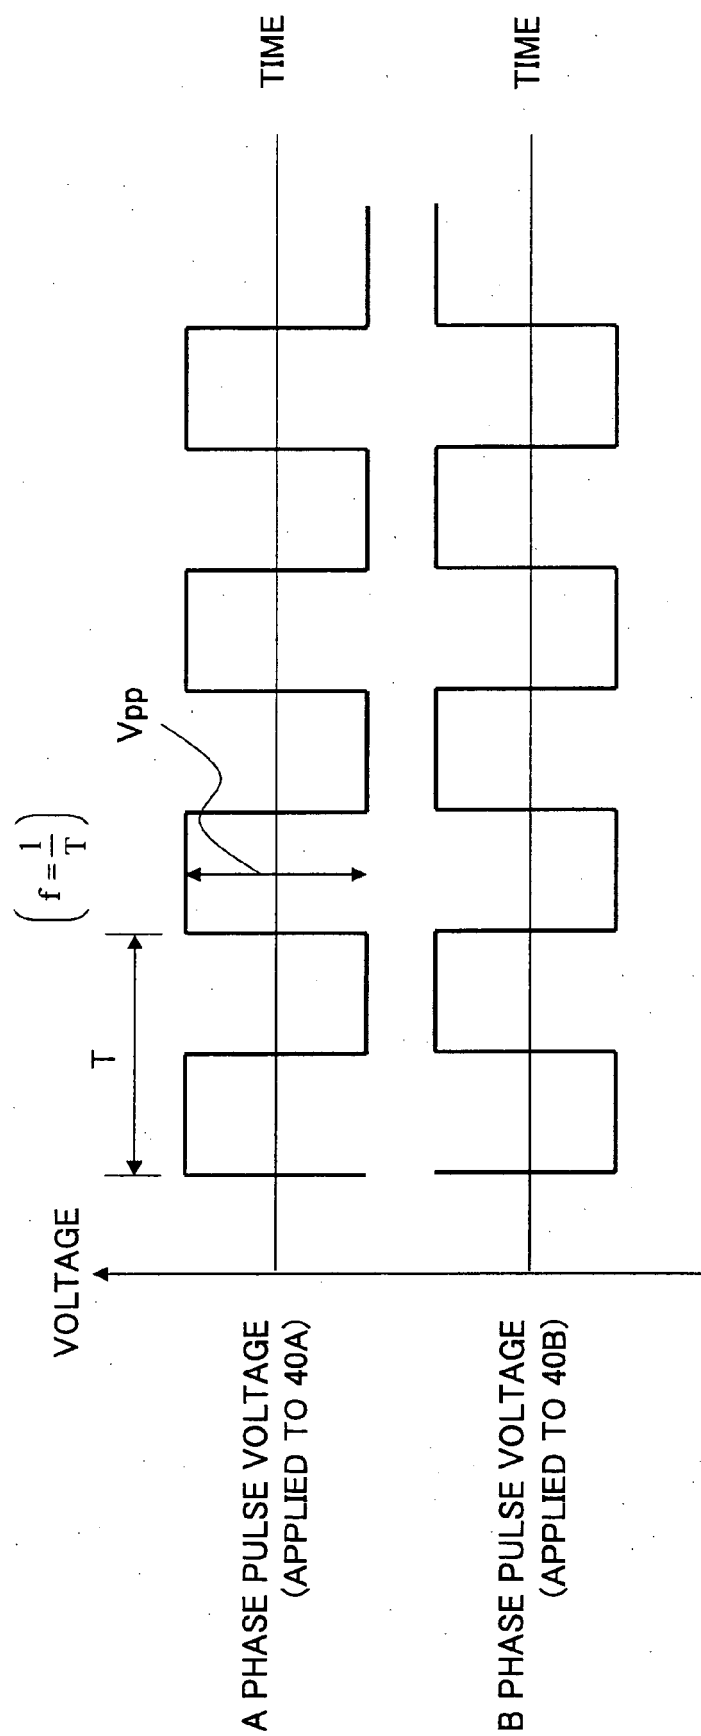 VOLTAGE
T
( f = 1/T )
Vpp
A PHASE PULSE VOLTAGE
(APPLIED TO 40A)
TIME
B PHASE PULSE VOLTAGE
(APPLIED TO 40B)
TIME